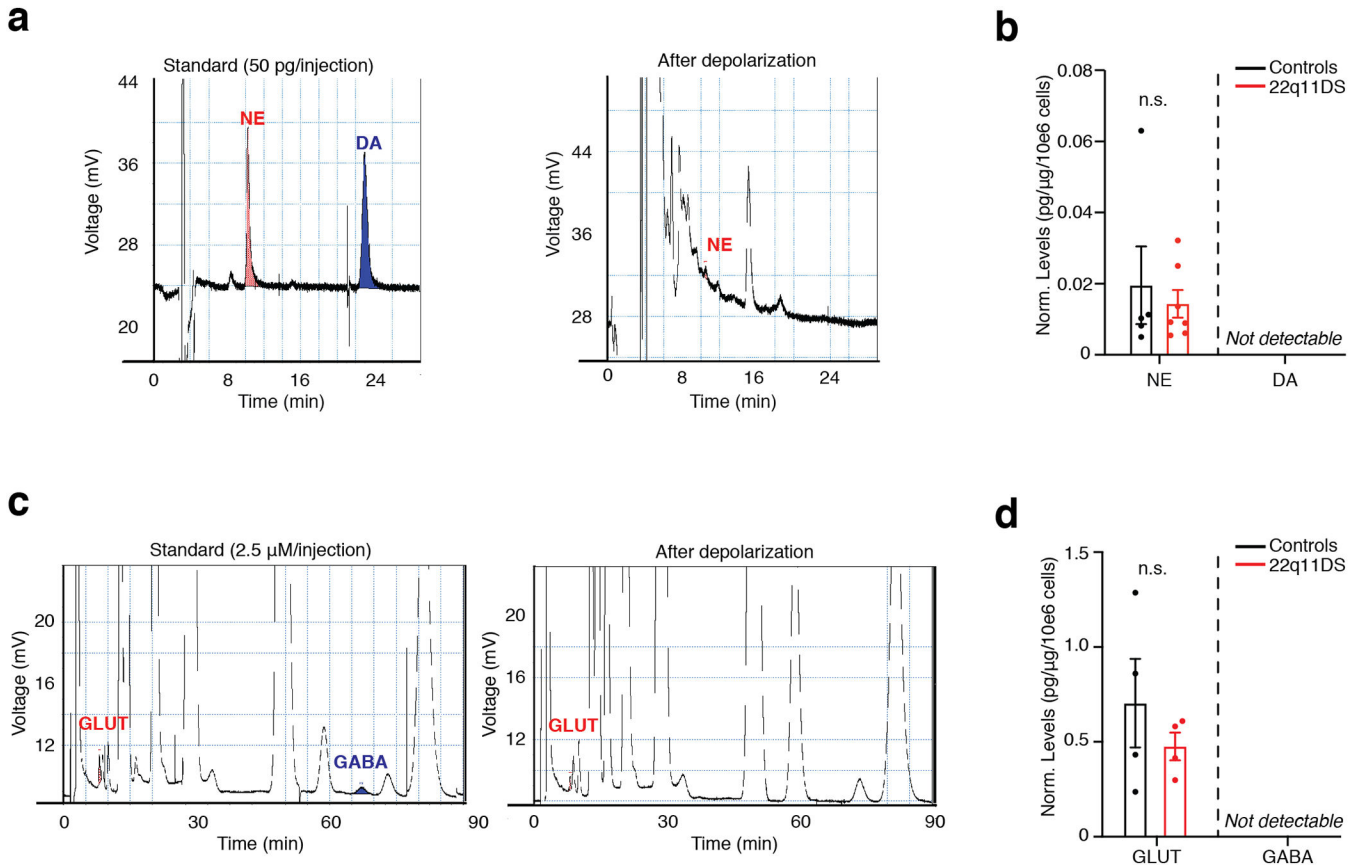 a
Standard (50 pg/injection)
44
36
28
20
Voltage (mV)
NE
DA
0 8 16 24
Time (min)
After depolarization
44
36
28
Voltage (mV)
NE
0 8 16 24
Time (min)
b
Controls
22q11DS
0.08
0.06
0.04
0.02
0
Norm. Levels (pg/µg/10e6 cells)
n.s.
Not detectable
NE DA
c
Standard (2.5 µM/injection)
20
16
12
Voltage (mV)
GLUT
GABA
0 30 60 90
Time (min)
After depolarization
20
16
12
Voltage (mV)
GLUT
0 30 60 90
Time (min)
d
Controls
22q11DS
1.5
1.0
0.5
0
Norm. Levels (pg/µg/10e6 cells)
n.s.
Not detectable
GLUT GABA